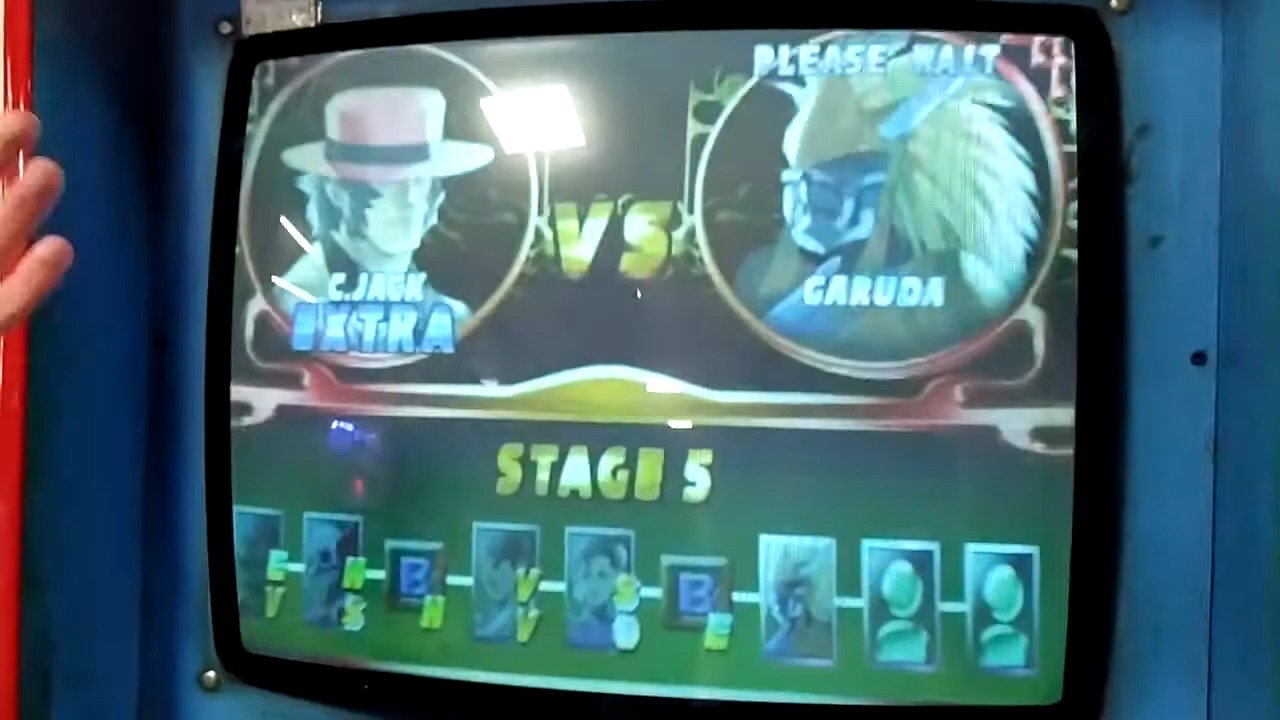 PLEASE WAIT
C.JACK
EXTRA
VS
GARUDA
STAGE 5
B
B